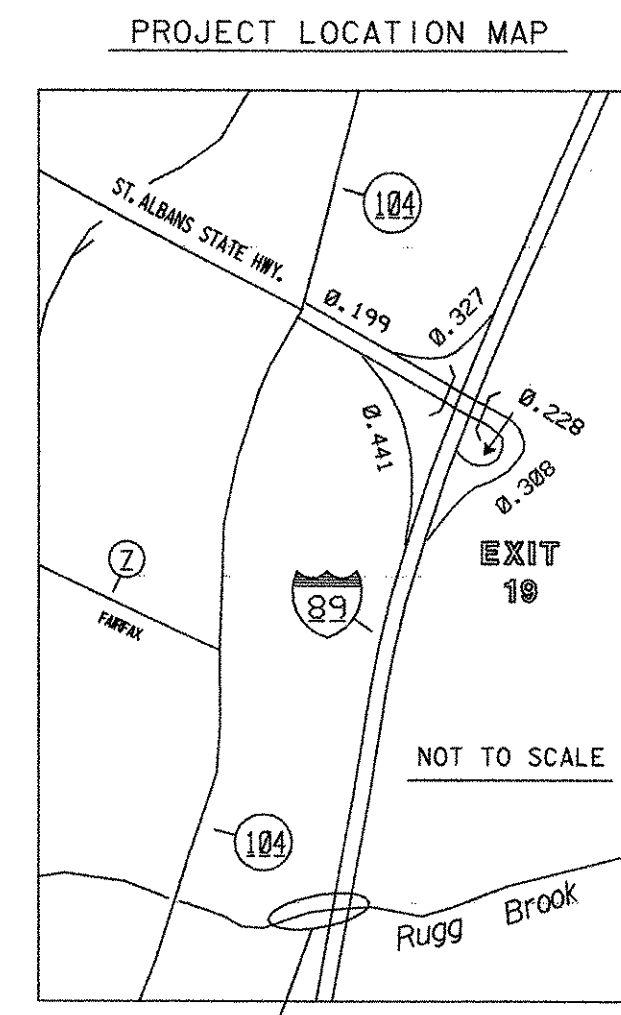 PROJECT LOCATION MAP
104
ST. ALBANS STATE HWY.
0.199
0.327
0.228
0.441
0.308
EXIT
19
7
FAIRFAX
89
NOT TO SCALE
104
Rugg Brook